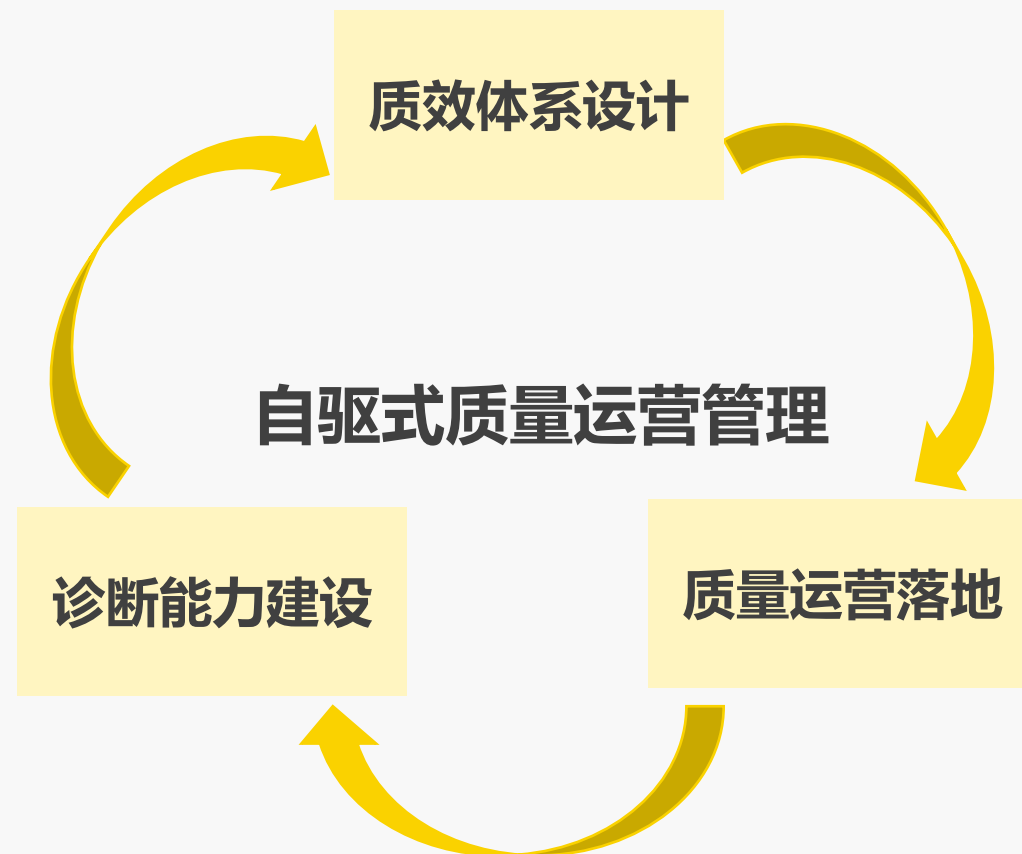 质效体系设计
自驱式质量运营管理
诊断能力建设
质量运营落地